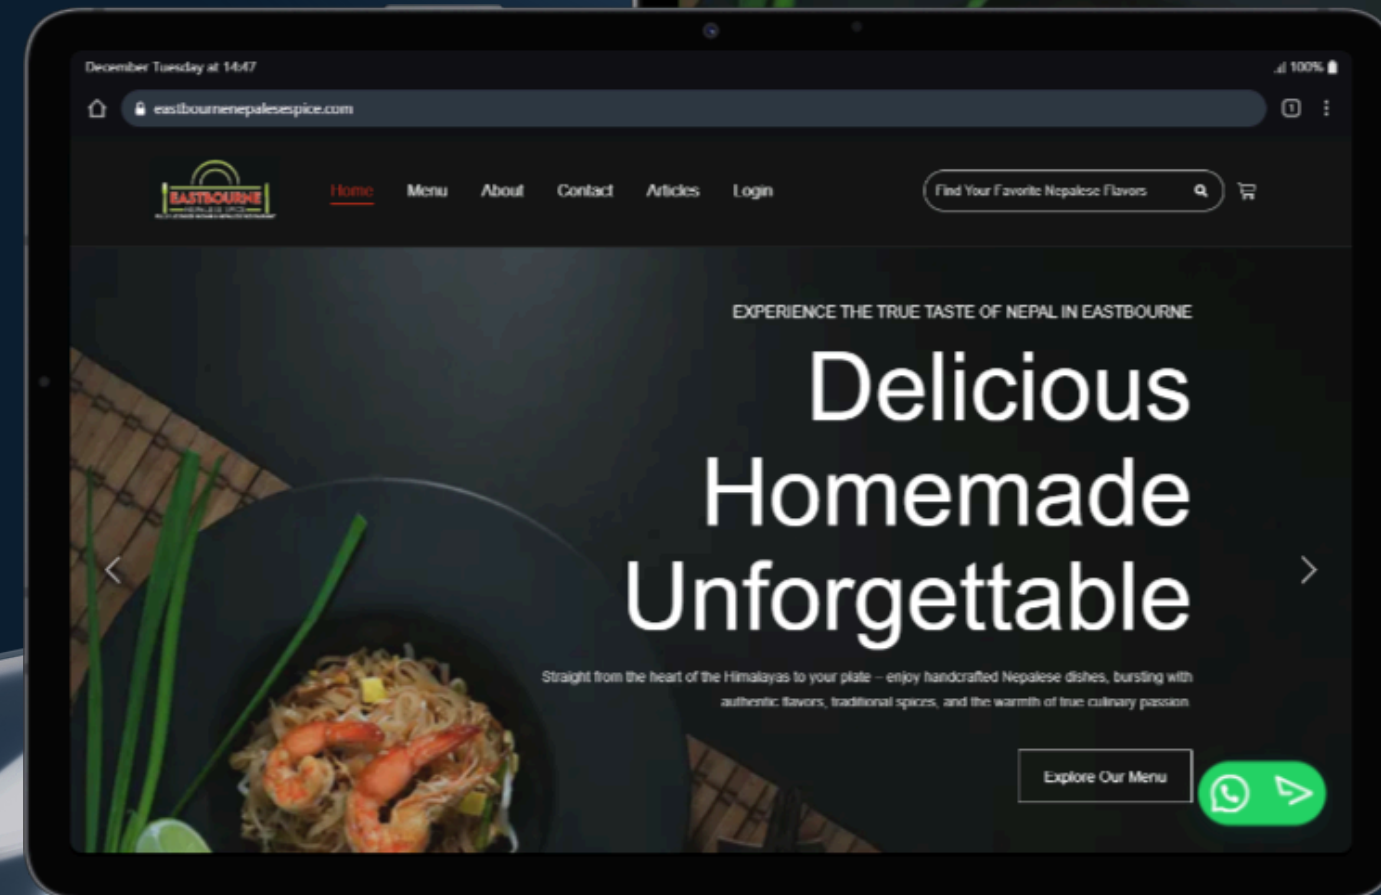 December Tuesday at 14:47
100%
eastbournenepalesespice.com
1
EASTBOURNE
NEPALESE SPICE
Home Menu About Contact Articles Login
Find Your Favorite Nepalese Flavors
EXPERIENCE THE TRUE TASTE OF NEPAL IN EASTBOURNE
Delicious
Homemade
Unforgettable
Straight from the heart of the Himalayas to your plate – enjoy handcrafted Nepalese dishes, bursting with
authentic flavors, traditional spices, and the warmth of true culinary passion.
Explore Our Menu